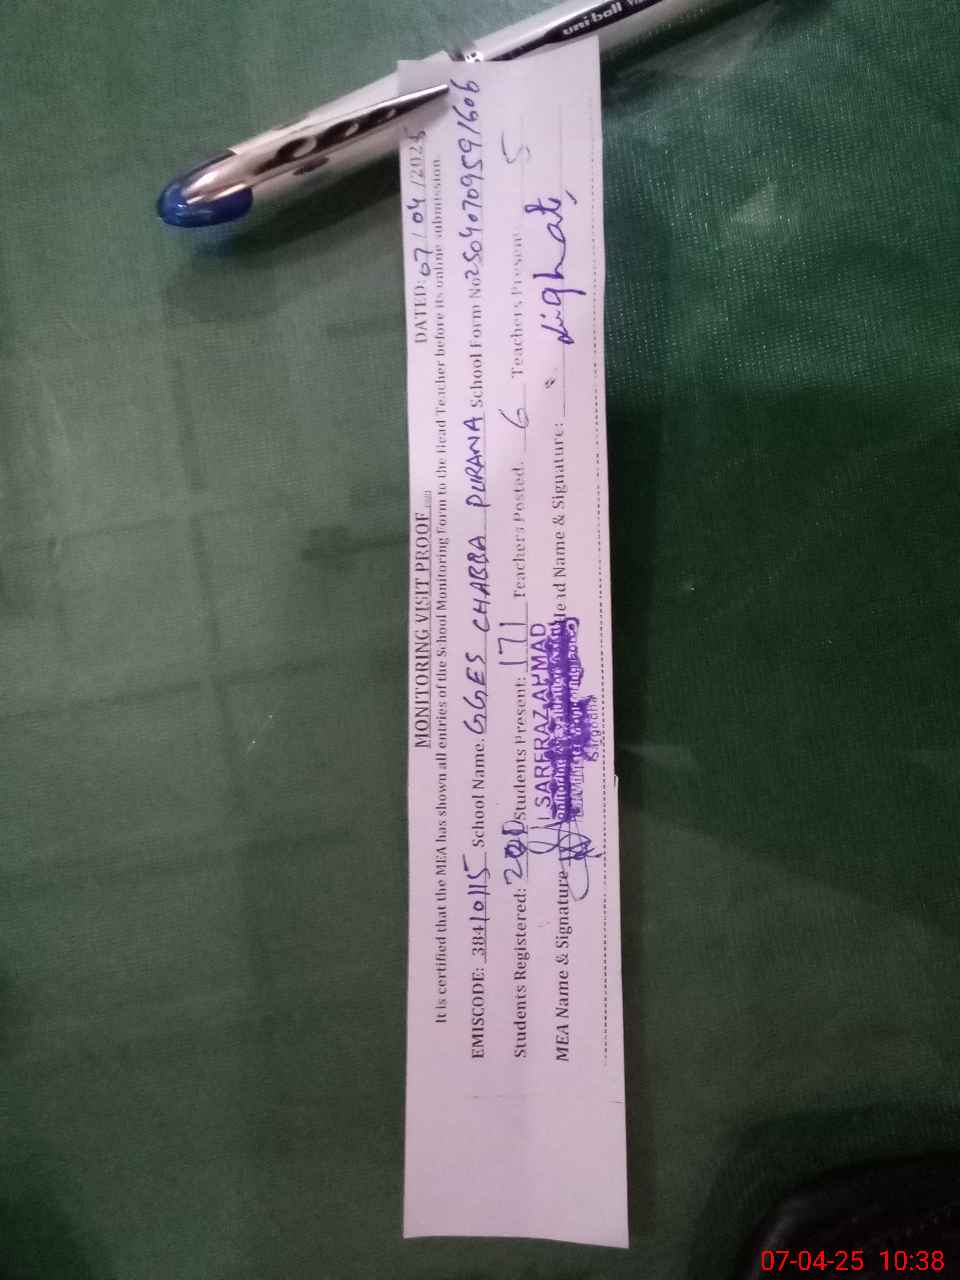 MONITORING VISIT PROOF
DATED: 07/04/2025
It is certified that the MEA has shown all entries of the School Monitoring Form to the Head Teacher before its online submission.
EMISCODE: 38410115 School Name. GGES CHABBA PURANA School Form No 25040709591606
Students Registered: 200 Students Present: 171 Teachers Posted. 6 Teachers Present 5
SARFRAZ AHMAD
MEA Name & Signature Head Name & Signature: Nighat
Sargodha
uni-ball
07-04-25 10:38